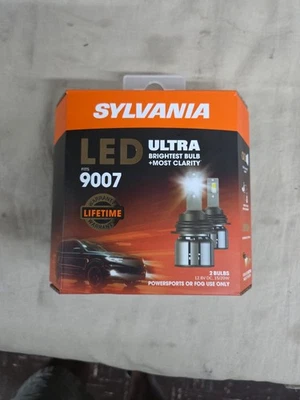 SYLVANIA
LED
ULTRA
BRIGHTEST BULB
+MOST CLARITY
9007
LIFETIME
2 BULBS
POWERSPORTS OR FOG USE ONLY